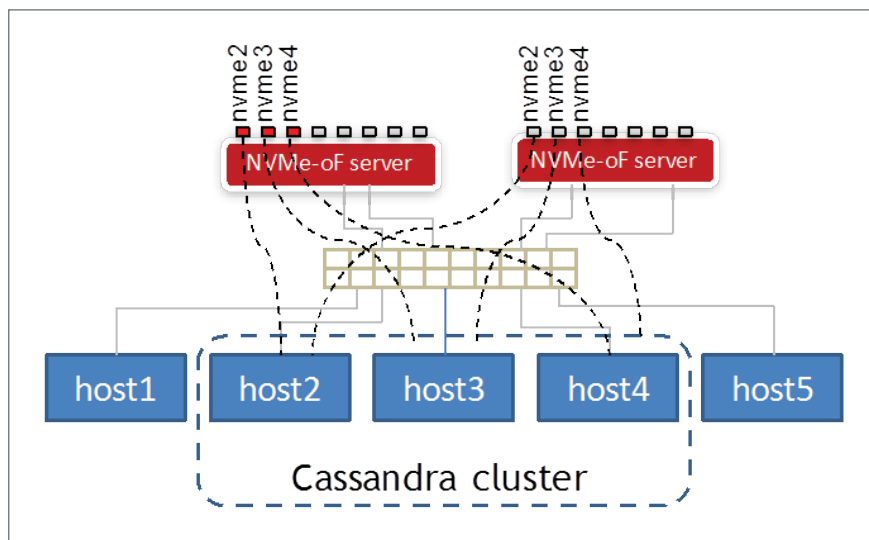 nvme2
nvme3
nvme4
nvme2
nvme3
nvme4
NVMe-oF server
NVMe-oF server
host1
host2
host3
host4
host5
Cassandra cluster